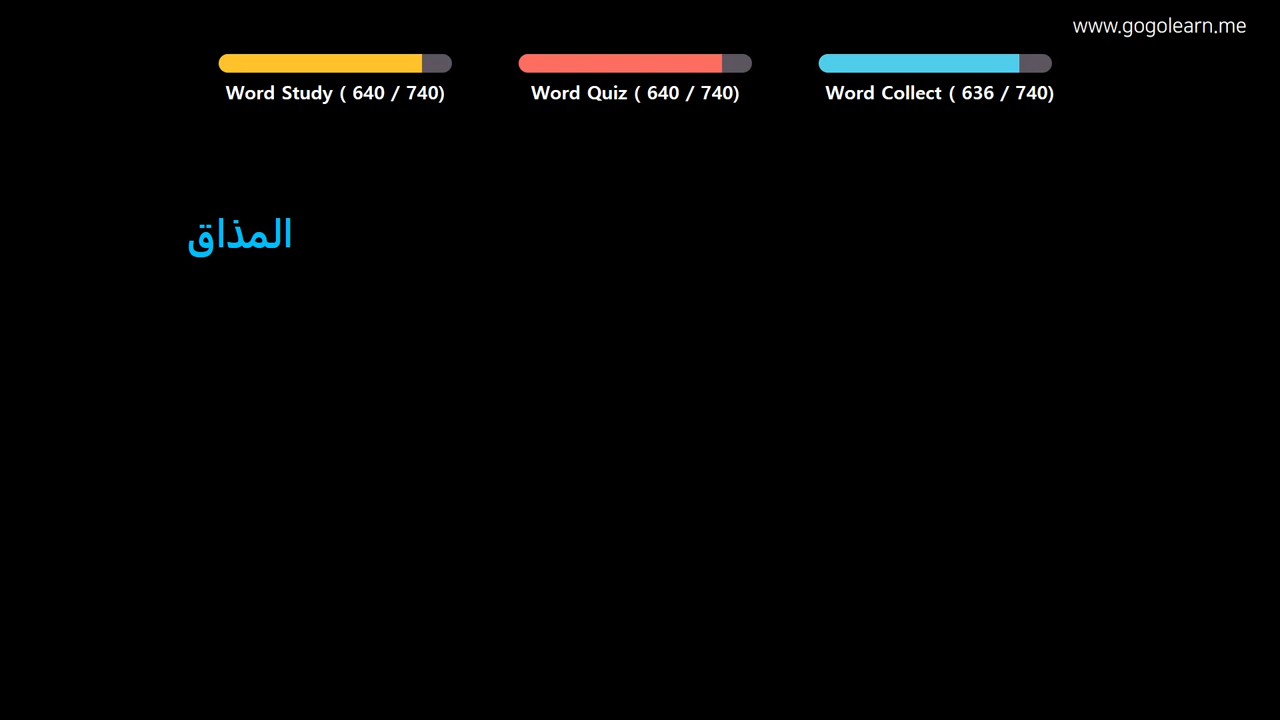 www.gogolearn.me
Word Study ( 640 / 740)
Word Quiz ( 640 / 740)
Word Collect ( 636 / 740)
المذاق